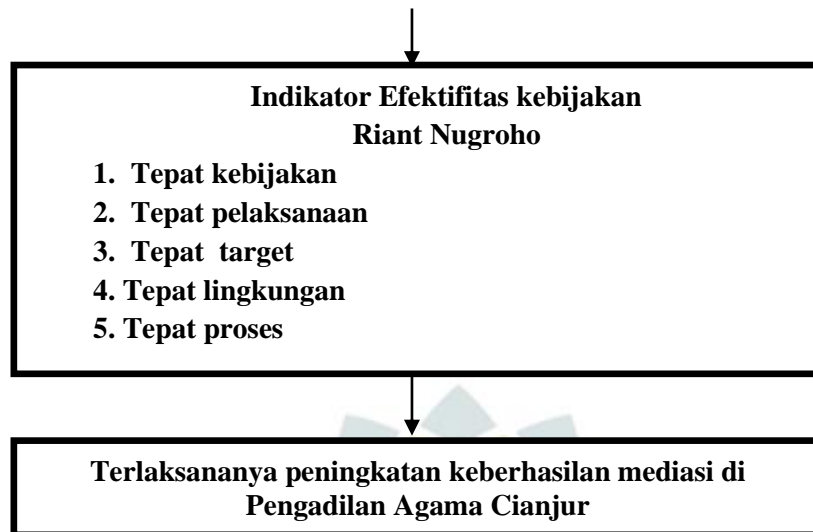 Indikator Efektifitas kebijakan
Riant Nugroho
1. Tepat kebijakan
2. Tepat pelaksanaan
3. Tepat target
4. Tepat lingkungan
5. Tepat proses
Terlaksananya peningkatan keberhasilan mediasi di
Pengadilan Agama Cianjur